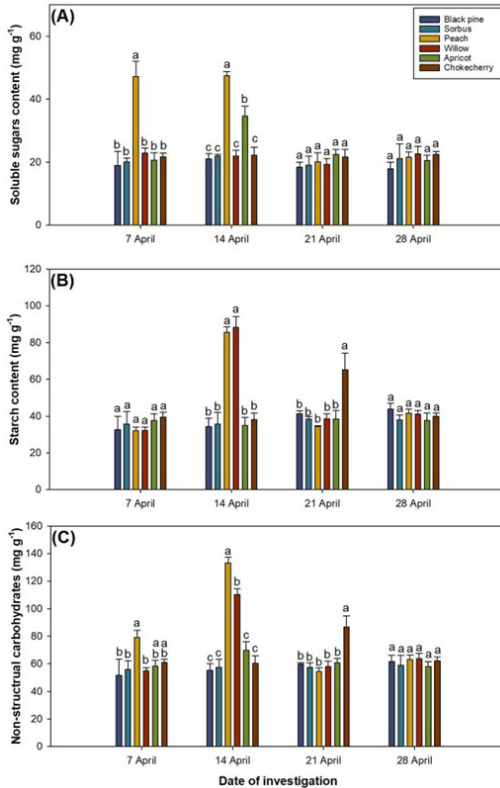 (A)
Soluble sugars content (mg g⁻¹)
60
40
20
0
Black pine
Sorbus
Peach
Willow
Apricot
Chokecherry
b b a b b b
c c a c b c
a a a a a a
a a a a a a
7 April 14 April 21 April 28 April
(B)
Starch content (mg g⁻¹)
120
100
80
60
40
20
0
a a a a a a
b b a a b b
b b b b b a
a a a a a a
7 April 14 April 21 April 28 April
(C)
Non-structrual carbohydrates (mg g⁻¹)
160
140
120
100
80
60
40
20
0
a a
b b a b b b
c c a b c c
b b b b b a
a a a a a a
7 April 14 April 21 April 28 April
Date of investigation